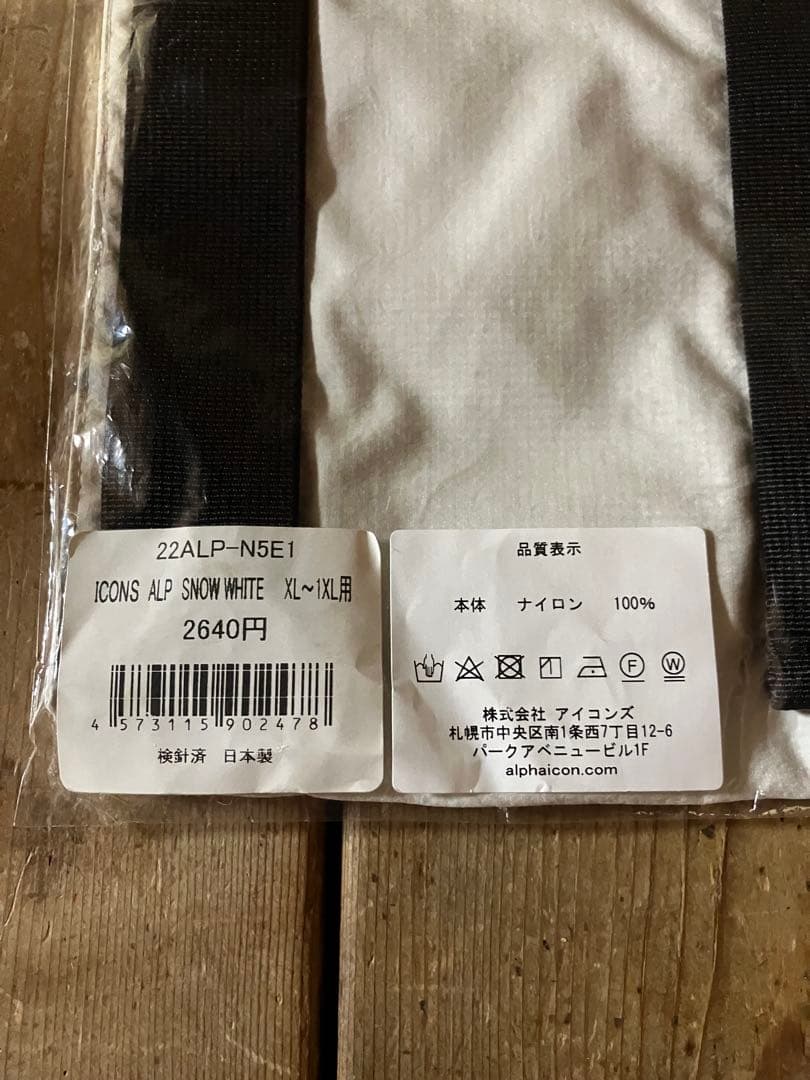 22ALP-N5E1
ICONS ALP SNOW WHITE XL〜1XL用
2640円
4 573115 902478
検針済 日本製
品質表示
本体 ナイロン 100%
F W
株式会社 アイコンズ
札幌市中央区南1条西7丁目12-6
パークアベニュービル1F
alphaicon.com